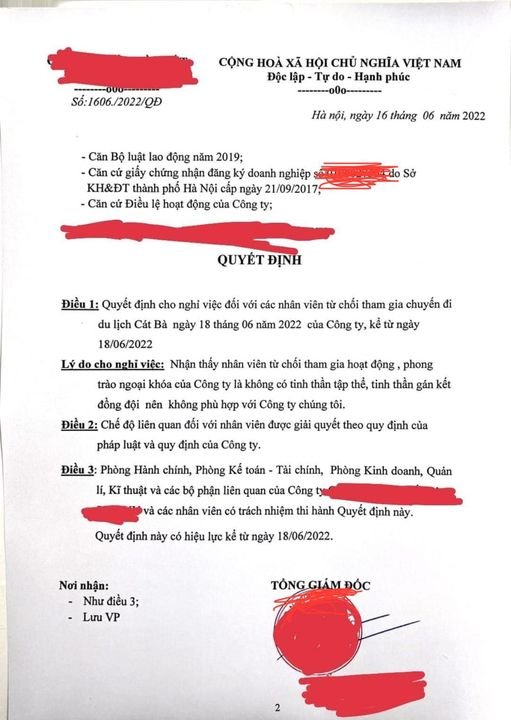 CỘNG HOÀ XÃ HỘI CHỦ NGHĨA VIỆT NAM
Độc lập - Tự do - Hạnh phúc
--------o0o---------
--------o0o---------
Số:1606./2022/QĐ
Hà nội, ngày 16 tháng 06 năm 2022
- Căn Bộ luật lao động năm 2019;
- Căn cứ giấy chứng nhận đăng ký doanh nghiệp số do Sở
KH&ĐT thành phố Hà Nội cấp ngày 21/09/2017;
- Căn cứ Điều lệ hoạt động của Công ty;
QUYẾT ĐỊNH
Điều 1: Quyết định cho nghỉ việc đối với các nhân viên từ chối tham gia chuyến đi
du lịch Cát Bà ngày 18 tháng 06 năm 2022 của Công ty, kể từ ngày
18/06/2022
Lý do cho nghỉ việc: Nhận thấy nhân viên từ chối tham gia hoạt động , phong
trào ngoại khóa của Công ty là không có tinh thần tập thể, tinh thần gán kết
đồng đội nên không phù hợp với Công ty chúng tôi.
Điều 2: Chế độ liên quan đối với nhân viên được giải quyết theo quy định của
pháp luật và quy định của Công ty.
Điều 3: Phòng Hành chính, Phòng Kế toán - Tài chính, Phòng Kinh doanh, Quản
lí, Kĩ thuật và các bộ phận liên quan của Công ty
và các nhân viên có trách nhiệm thi hành Quyết định này.
Quyết định này có hiệu lực kể từ ngày 18/06/2022.
Nơi nhận:
- Như điều 3;
- Lưu VP
TỔNG GIÁM ĐỐC
2